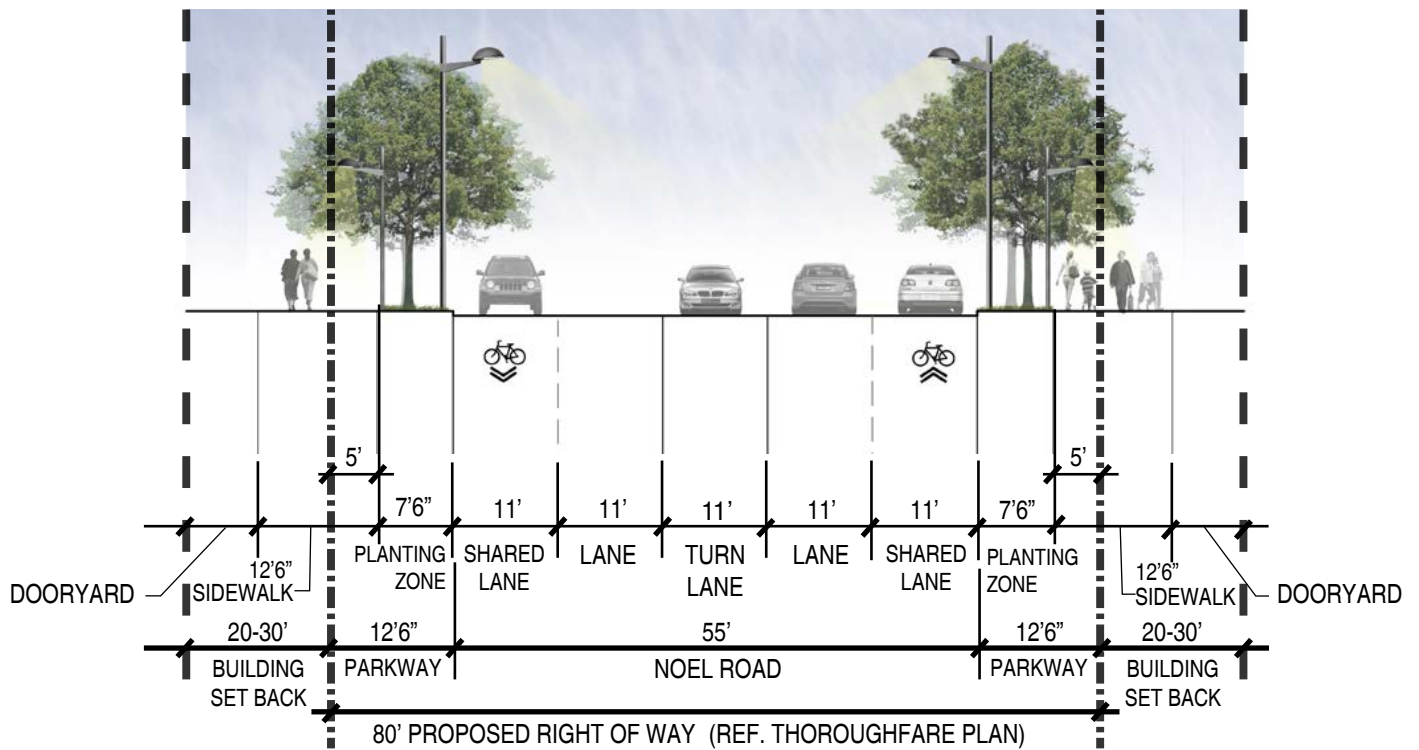 5’ 5’
7’6” 11’ 11’ 11’ 11’ 11’ 7’6”
PLANTING ZONE
SHARED LANE
LANE
TURN LANE
LANE
SHARED LANE
PLANTING ZONE
DOORYARD
12’6” SIDEWALK
12’6” SIDEWALK
DOORYARD
20-30’ 12’6” 55’ 12’6” 20-30’
BUILDING SET BACK
PARKWAY
NOEL ROAD
PARKWAY
BUILDING SET BACK
80’ PROPOSED RIGHT OF WAY (REF. THOROUGHFARE PLAN)